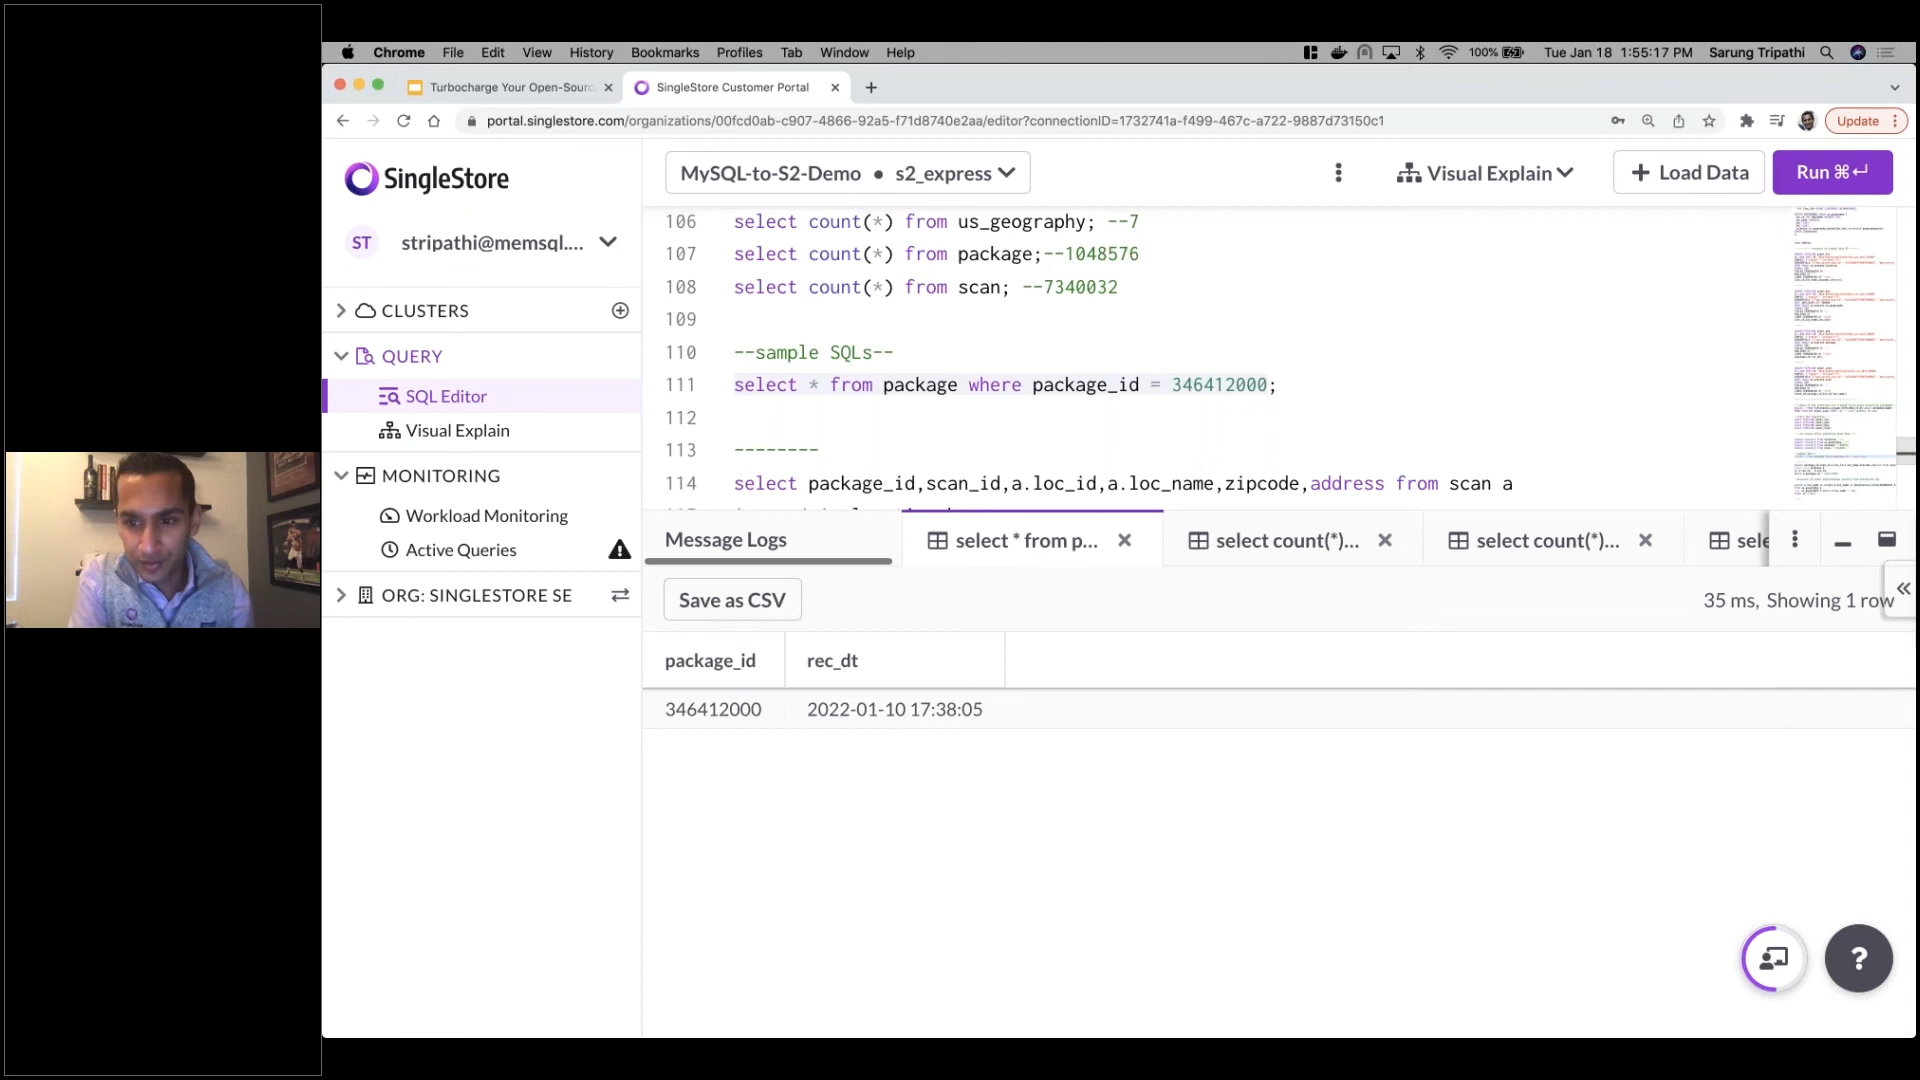 Chrome File Edit View History Bookmarks Profiles Tab Window Help 100% Tue Jan 18 1:55:17 PM Sarung Tripathi
Turbocharge Your Open-Sourc SingleStore Customer Portal
portal.singlestore.com/organizations/00fcd0ab-c907-4866-92a5-f71d8740e2aa/editor?connectionID=1732741a-f499-467c-a722-9887d73150c1 Update
SingleStore
ST stripathi@memsql....
CLUSTERS
QUERY
SQL Editor
Visual Explain
MONITORING
Workload Monitoring
Active Queries
ORG: SINGLESTORE SE
MySQL-to-S2-Demo • s2_express Visual Explain + Load Data Run ⌘↵
106 select count(*) from us_geography; --7
107 select count(*) from package;--1048576
108 select count(*) from scan; --7340032
109
110 --sample SQLs--
111 select * from package where package_id = 346412000;
112
113 --------
114 select package_id,scan_id,a.loc_id,a.loc_name,zipcode,address from scan a
Message Logs select * from p... select count(*)... select count(*)... sele
Save as CSV 35 ms, Showing 1 row
package_id rec_dt
346412000 2022-01-10 17:38:05
?